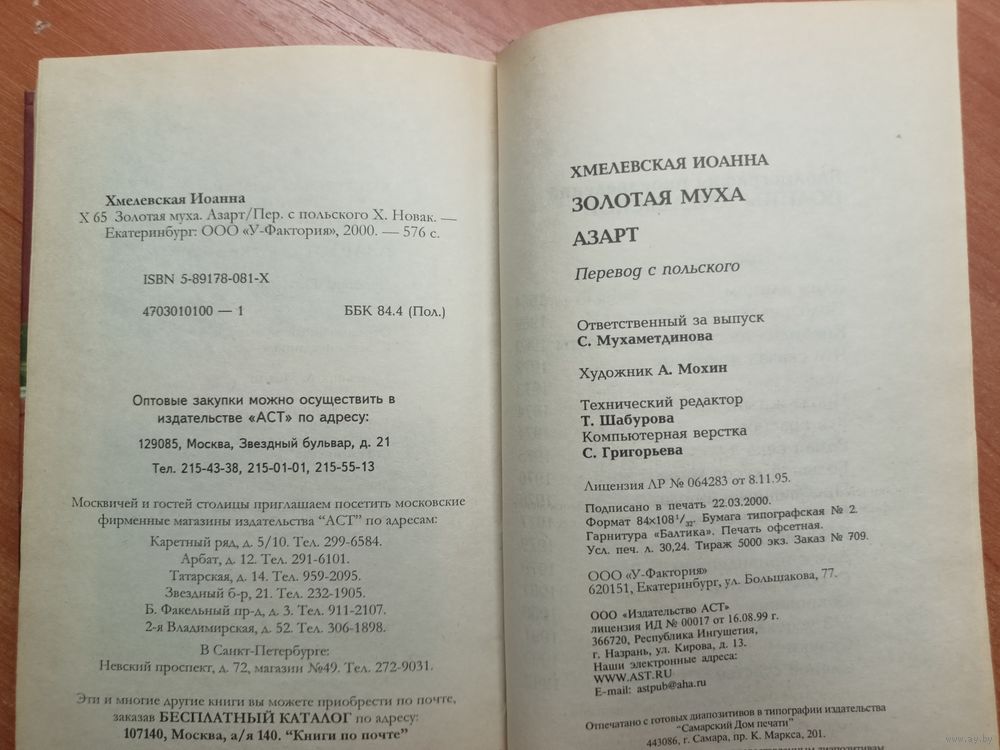 Хмелевская Иоанна
Х 65 Золотая муха. Азарт/Пер. с польского Х. Новак. —
Екатеринбург: ООО «У-Фактория», 2000. — 576 с.
ISBN 5-89178-081-X
4703010100 — 1 ББК 84.4 (Пол.)
Оптовые закупки можно осуществить в
издательстве «АСТ» по адресу:
129085, Москва, Звездный бульвар, д. 21
Тел. 215-43-38, 215-01-01, 215-55-13
Москвичей и гостей столицы приглашаем посетить московские
фирменные магазины издательства "АСТ" по адресам:
Каретный ряд, д. 5/10. Тел. 299-6584.
Арбат, д. 12. Тел. 291-6101.
Татарская, д. 14. Тел. 959-2095.
Звездный б-р, 21. Тел. 232-1905.
Б. Факельный пр-д, д. 3. Тел. 911-2107.
2-я Владимирская, д. 52. Тел. 306-1898.
В Санкт-Петербурге:
Невский проспект, д. 72, магазин №49. Тел. 272-9031.
Эти и многие другие книги вы можете приобрести по почте,
заказав БЕСПЛАТНЫЙ КАТАЛОГ по адресу:
107140, Москва, а/я 140. "Книги по почте"
ХМЕЛЕВСКАЯ ИОАННА
ЗОЛОТАЯ МУХА
АЗАРТ
Перевод с польского
Ответственный за выпуск
С. Мухаметдинова
Художник А. Мохин
Технический редактор
Т. Шабурова
Компьютерная верстка
С. Григорьева
Лицензия ЛР № 064283 от 8.11.95.
Подписано в печать 22.03.2000.
Формат 84×108¹/₃₂. Бумага типографская № 2.
Гарнитура «Балтика». Печать офсетная.
Усл. печ. л. 30,24. Тираж 5000 экз. Заказ № 709.
ООО «У-Фактория»
620151, Екатеринбург, ул. Большакова, 77.
ООО «Издательство АСТ»
лицензия ИД № 00017 от 16.08.99 г.
366720, Республика Ингушетия,
г. Назрань, ул. Кирова, д. 13.
Наши электронные адреса:
WWW.AST.RU
E-mail: astpub@aha.ru
Отпечатано с готовых диапозитивов в типографии издательства
"Самарский Дом печати"
443086, г. Самара, пр. К. Маркса, 201.
www.ay.by